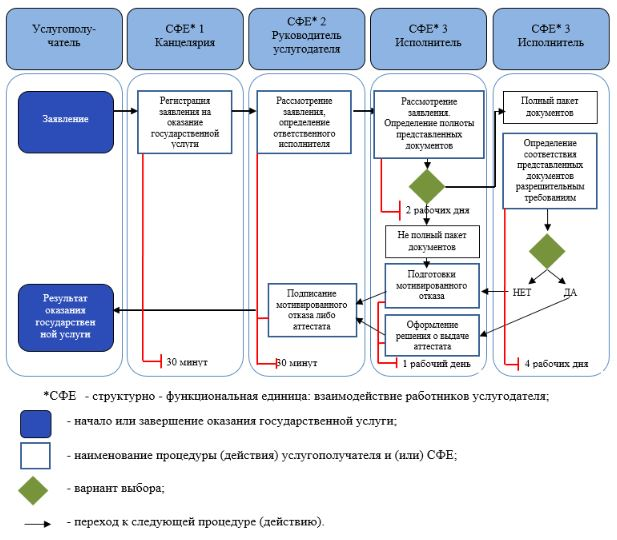 Услугополу-
чатель
СФЕ* 1
Канцелярия
СФЕ* 2
Руководитель
услугодателя
СФЕ* 3
Исполнитель
СФЕ* 3
Исполнитель
Заявление
Регистрация
заявления на
оказание
государственной
услуги
Рассмотрение
заявления,
определение
ответственного
исполнителя
Рассмотрение
заявления.
Определение полноты
представленных
документов
Полный пакет
документов
Определение
соответствия
представленных
документов
разрешительным
требованиям
2 рабочих дня
Не полный пакет
документов
Подготовки
мотивированного
отказа
НЕТ
ДА
Результат
оказания
государствен
ной услуги
Подписание
мотивированного
отказа либо
аттестата
Оформление
решения о выдаче
аттестата
30 минут
30 минут
1 рабочий день
4 рабочих дня
*СФЕ - структурно - функциональная единица: взаимодействие работников услугодателя;
- начало или завершение оказания государственной услуги;
- наименование процедуры (действия) услугополучателя и (или) СФЕ;
- вариант выбора;
- переход к следующей процедуре (действию).